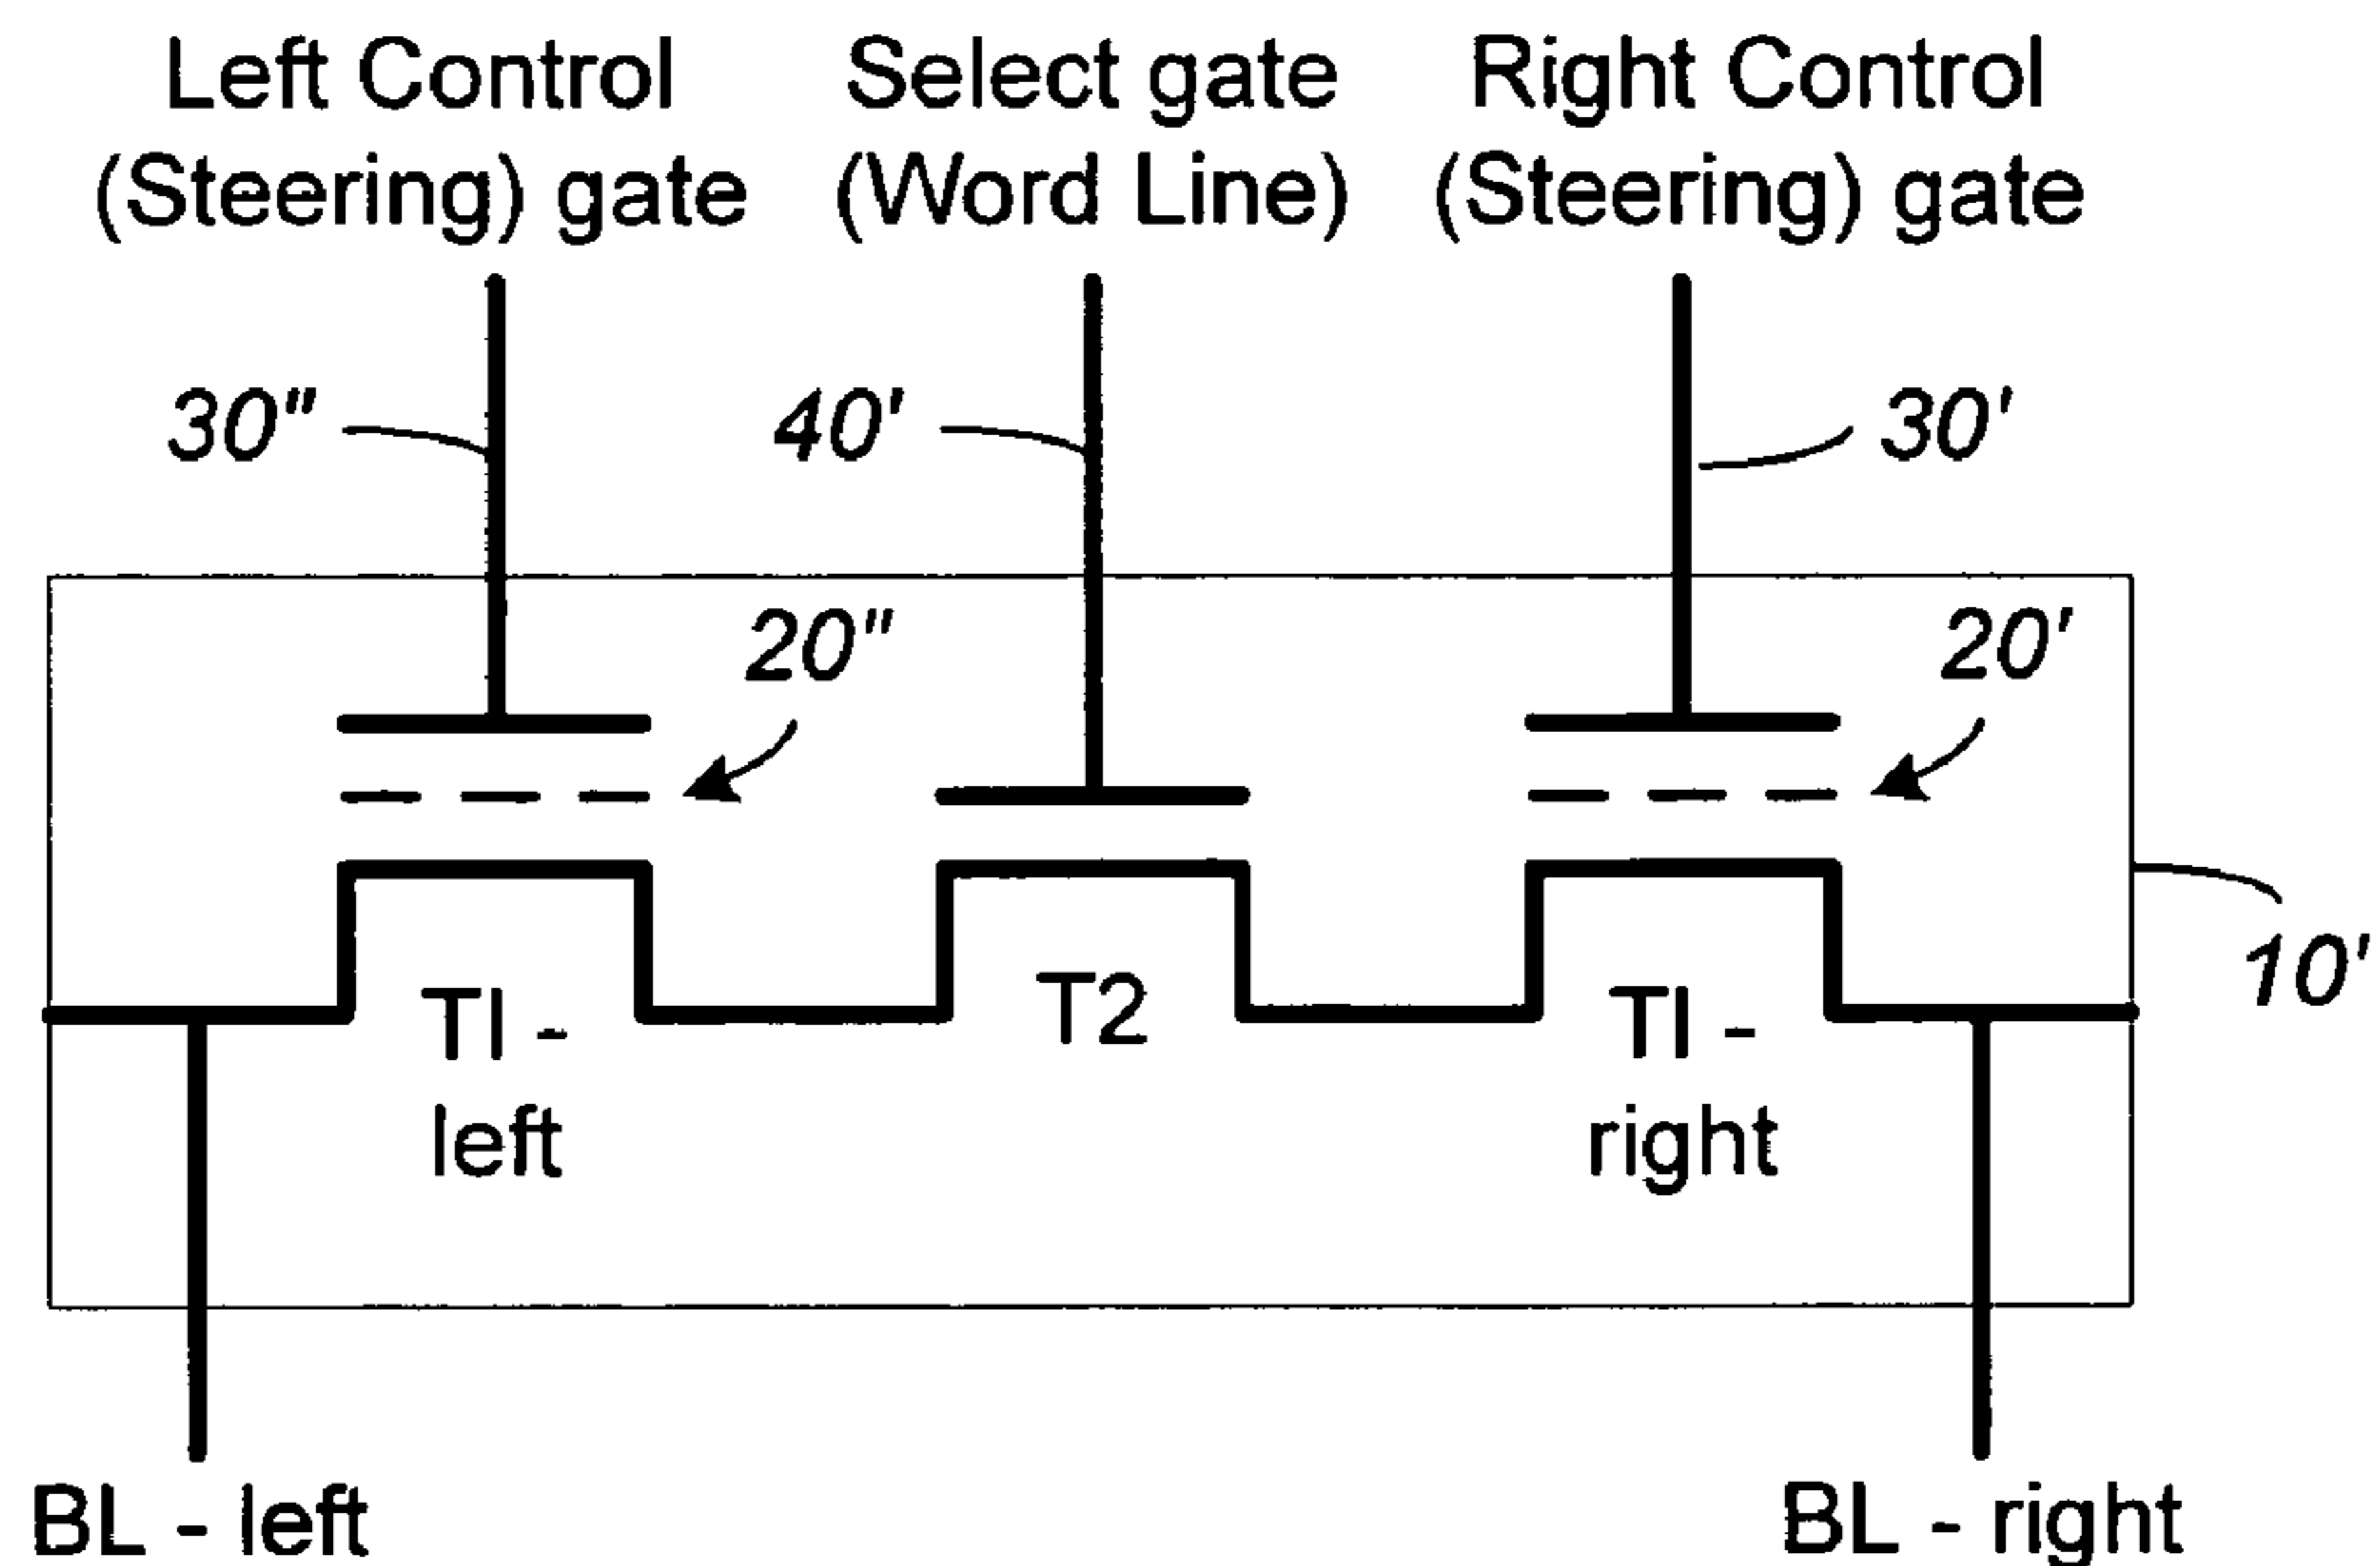 Left Control
(Steering) gate
Select gate
(Word Line)
Right Control
(Steering) gate
30"
40'
30'
20"
20'
10'
TI -
left
T2
TI -
right
BL - left
BL - right